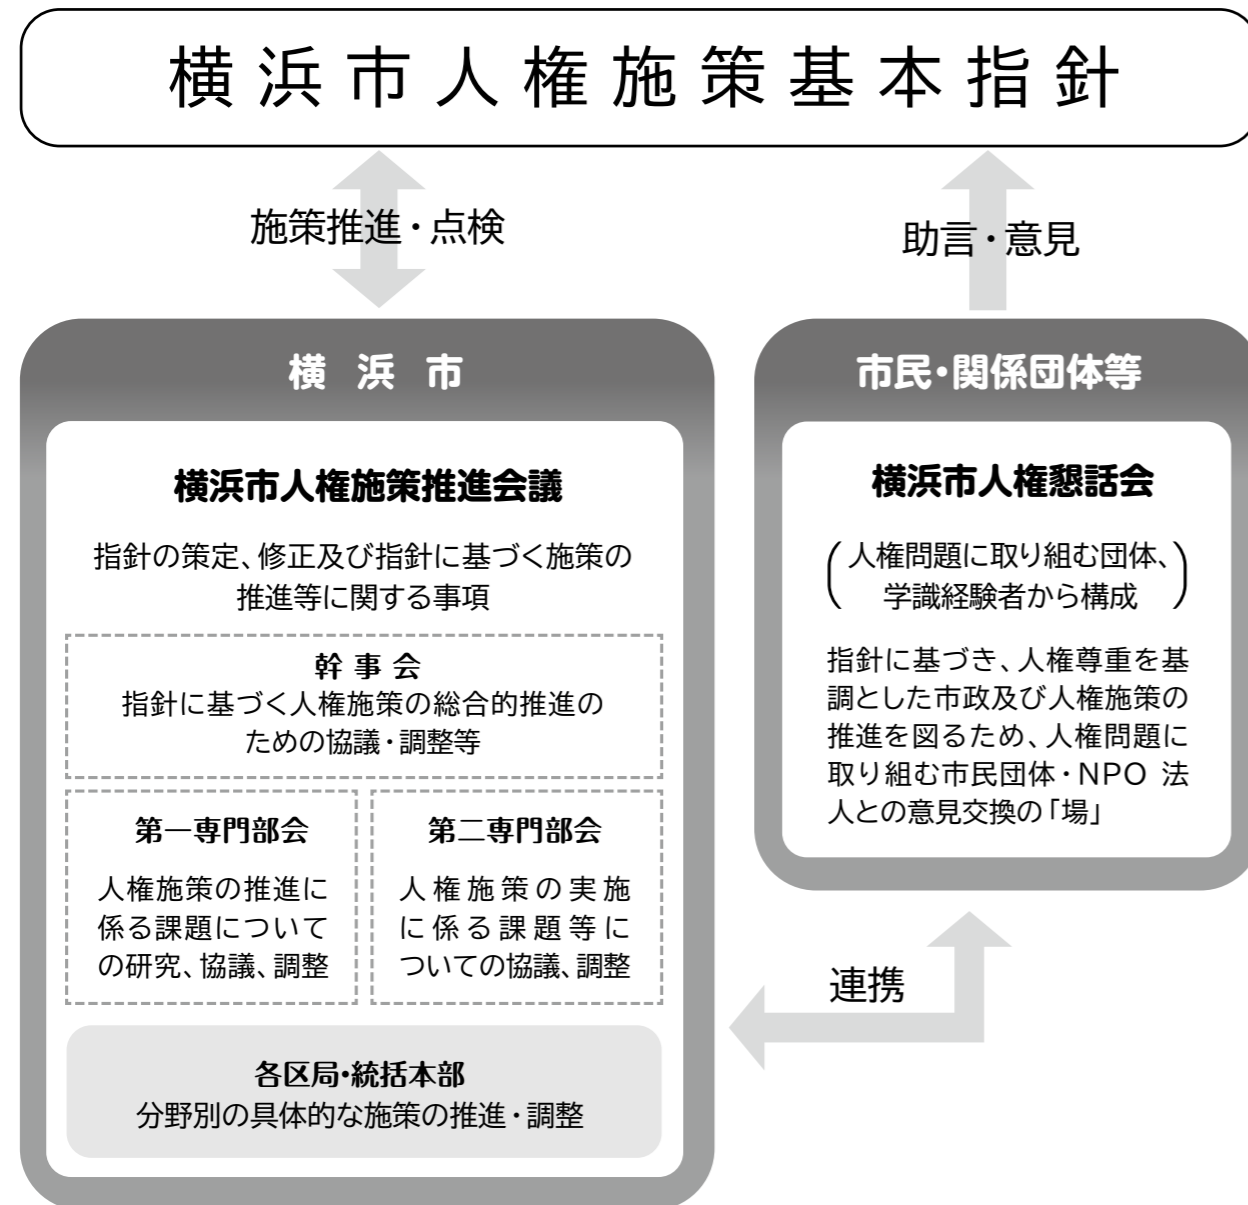 横浜市人権施策基本指針
施策推進・点検
助言・意見
横浜市
横浜市人権施策推進会議
指針の策定、修正及び指針に基づく施策の
推進等に関する事項
幹事会
指針に基づく人権施策の総合的推進の
ための協議・調整等
第一専門部会
人権施策の推進に
係る課題について
の研究、協議、調整
第二専門部会
人権施策の実施
に係る課題等に
ついての協議、調整
各区局・統括本部
分野別の具体的な施策の推進・調整
市民・関係団体等
横浜市人権懇話会
(人権問題に取り組む団体、
学識経験者から構成)
指針に基づき、人権尊重を基
調とした市政及び人権施策の
推進を図るため、人権問題に
取り組む市民団体・NPO 法
人との意見交換の「場」
連携